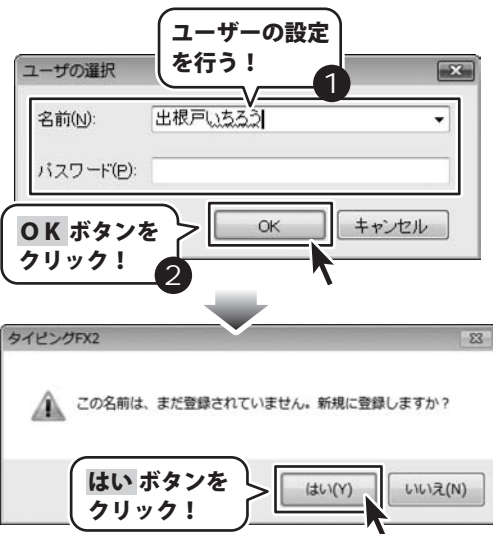 ユーザーの設定
を行う！
ユーザの選択
1
名前(N):
出根戸いちろう
パスワード(P):
OK ボタンを
クリック！
2
OK
キャンセル
タイピングFX2
この名前は、まだ登録されていません。新規に登録しますか？
はい ボタンを
クリック！
はい(Y)
いいえ(N)